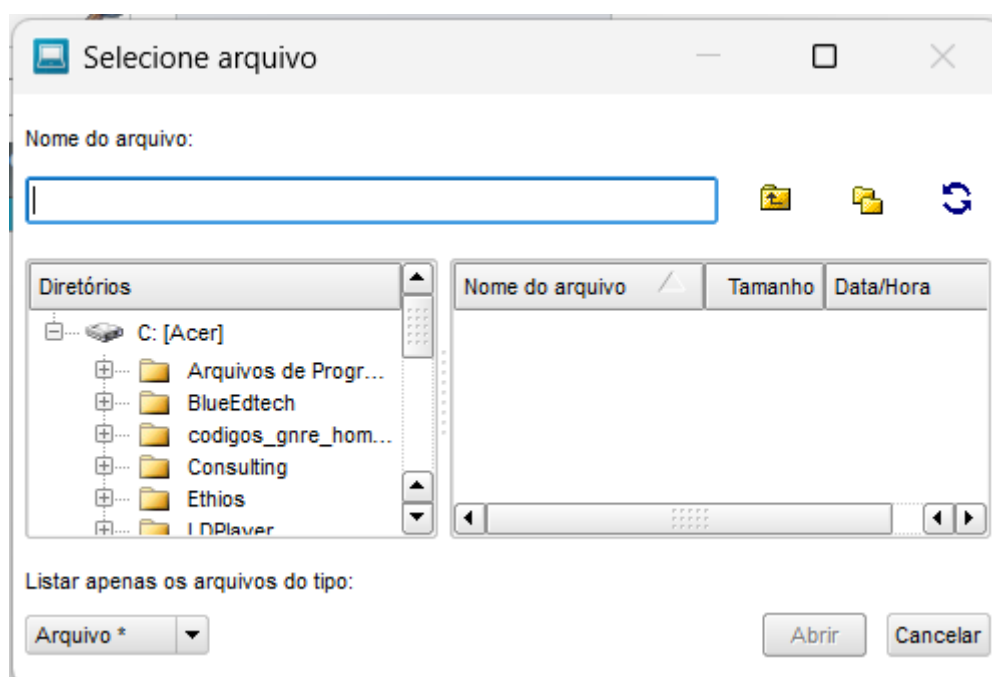 Selecione arquivo
Nome do arquivo:
Diretórios
Nome do arquivo Tamanho Data/Hora
C: [Acer]
Arquivos de Progr...
BlueEdtech
codigos_gnre_hom...
Consulting
Ethios
LDPlayer
Listar apenas os arquivos do tipo:
Arquivo *
Abrir Cancelar